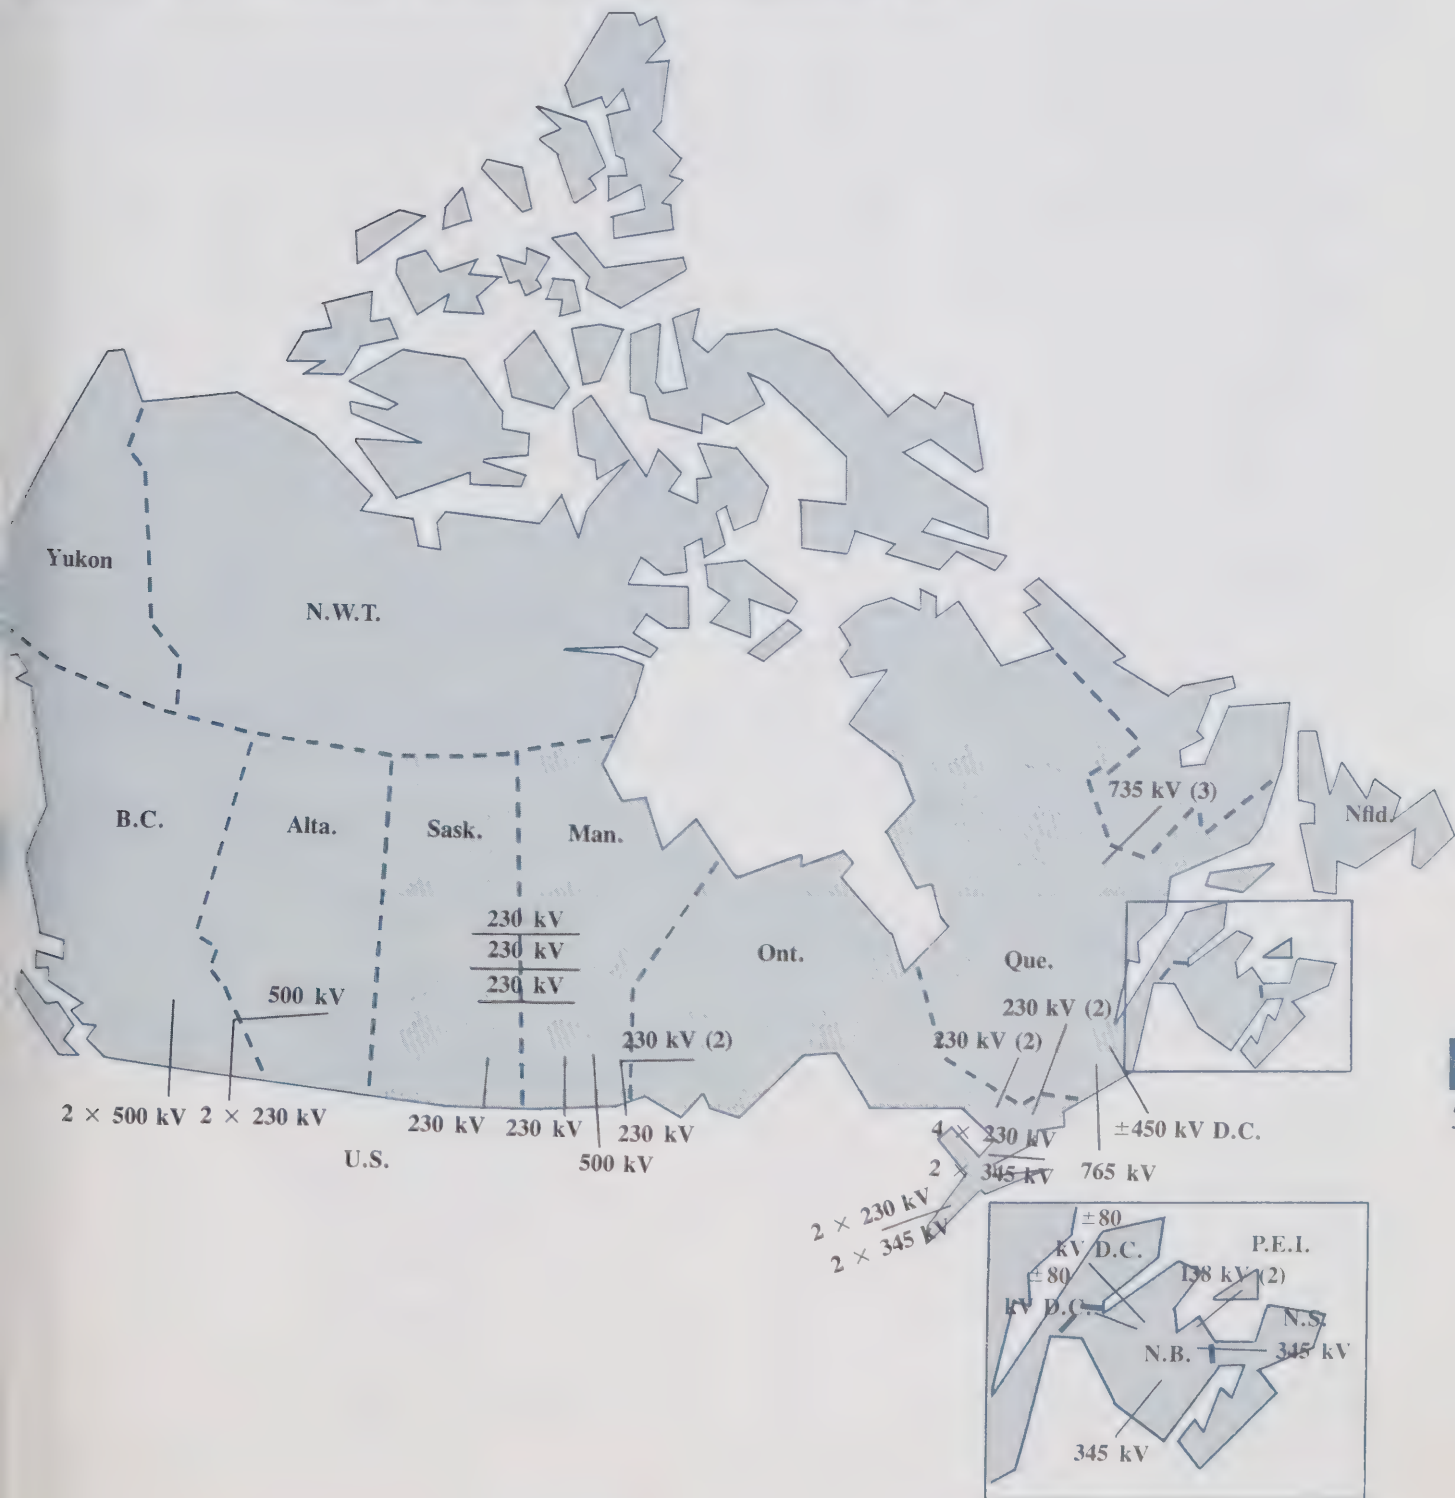 Yukon
N.W.T.
735 kV (3)
B.C.
Alta.
Sask.
Man.
Nfld.
230 kV
230 kV
230 kV
Ont.
Que.
500 kV
230 kV (2)
230 kV (2)
230 kV (2)
2 × 500 kV
2 × 230 kV
230 kV
230 kV
230 kV
500 kV
U.S.
4 × 230 kV
2 × 345 kV
±450 kV D.C.
765 kV
2 × 230 kV
2 × 345 kV
±80
kV D.C.
±80
kV D.C.
P.E.I.
138 kV (2)
N.S.
345 kV
N.B.
345 kV